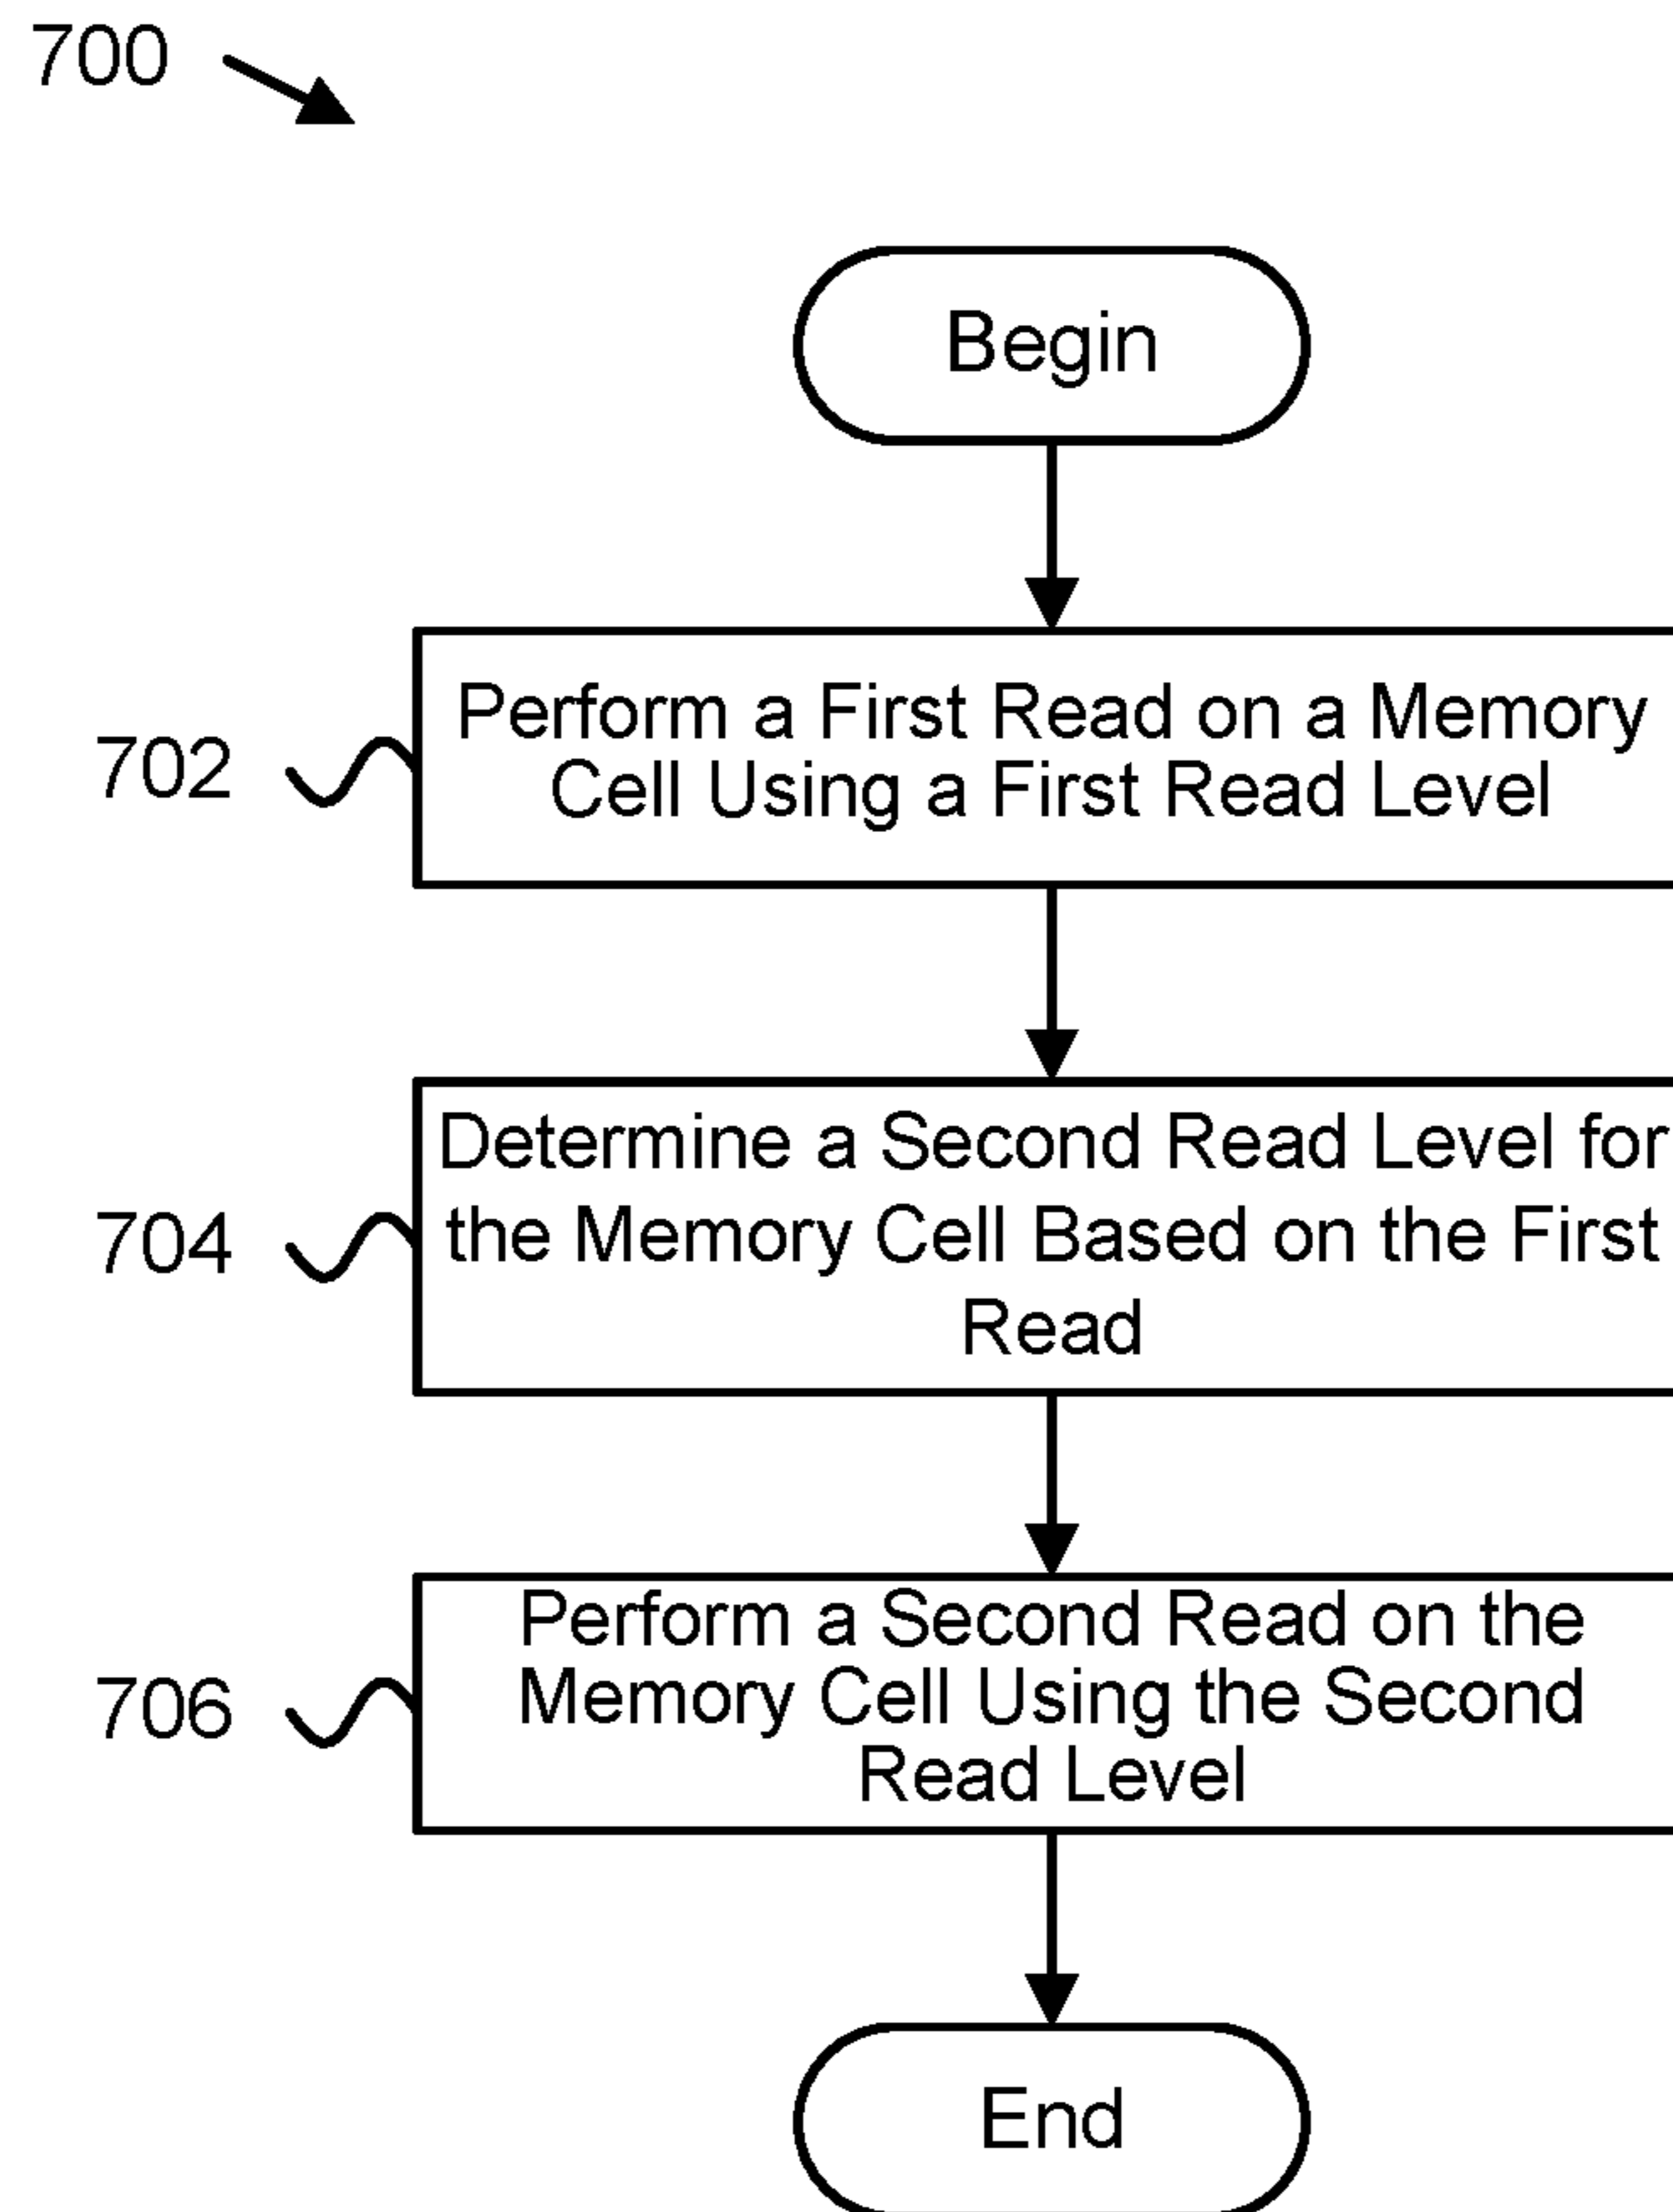 700
Begin
702
Perform a First Read on a Memory
Cell Using a First Read Level
704
Determine a Second Read Level for
the Memory Cell Based on the First
Read
706
Perform a Second Read on the
Memory Cell Using the Second
Read Level
End